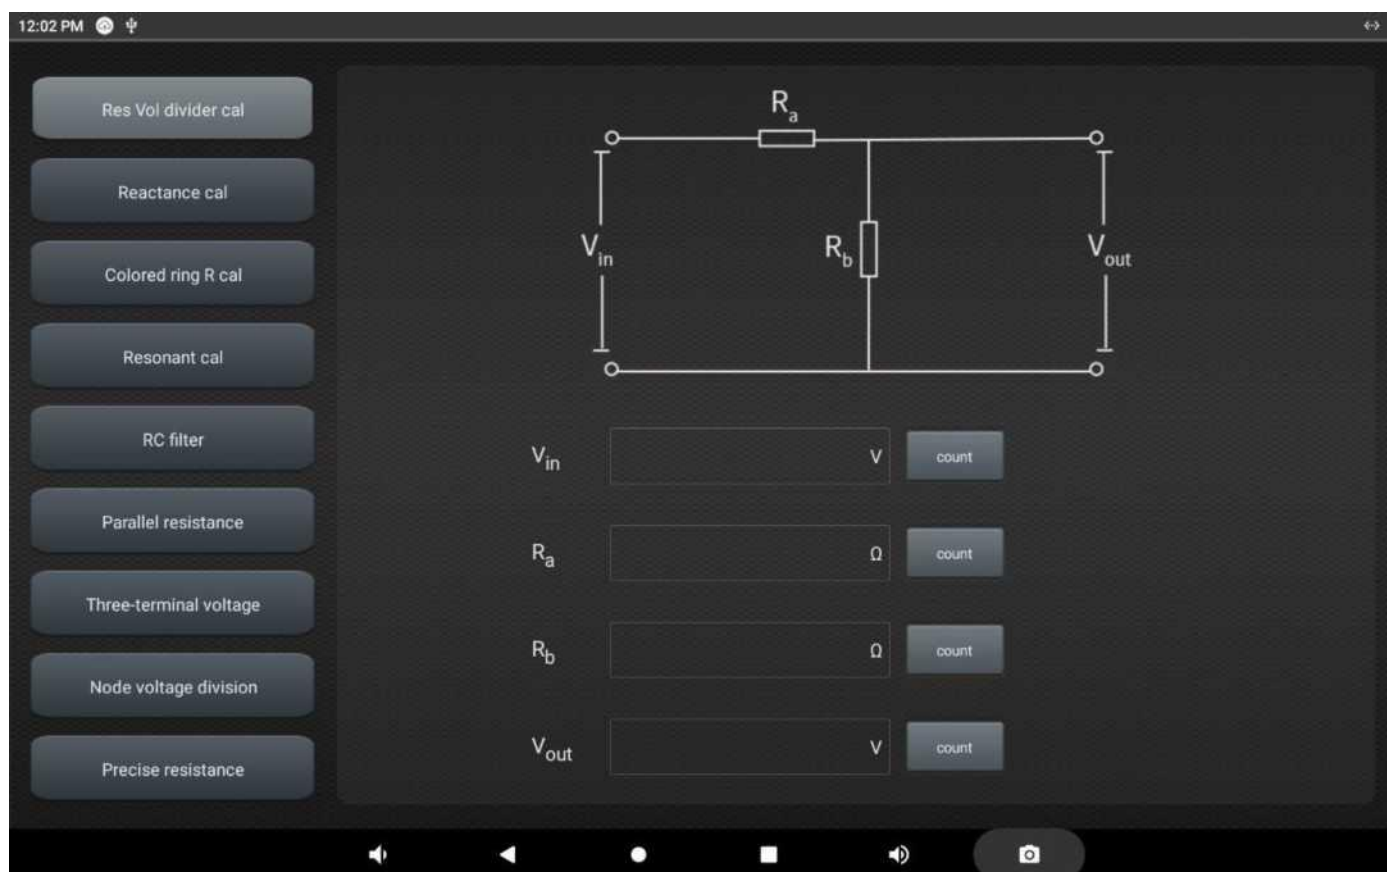 12:02 PM
Res Vol divider cal
Reactance cal
Colored ring R cal
Resonant cal
RC filter
Parallel resistance
Three-terminal voltage
Node voltage division
Precise resistance
Ra
Vin
Rb
Vout
Vin V count
Ra Ω count
Rb Ω count
Vout V count